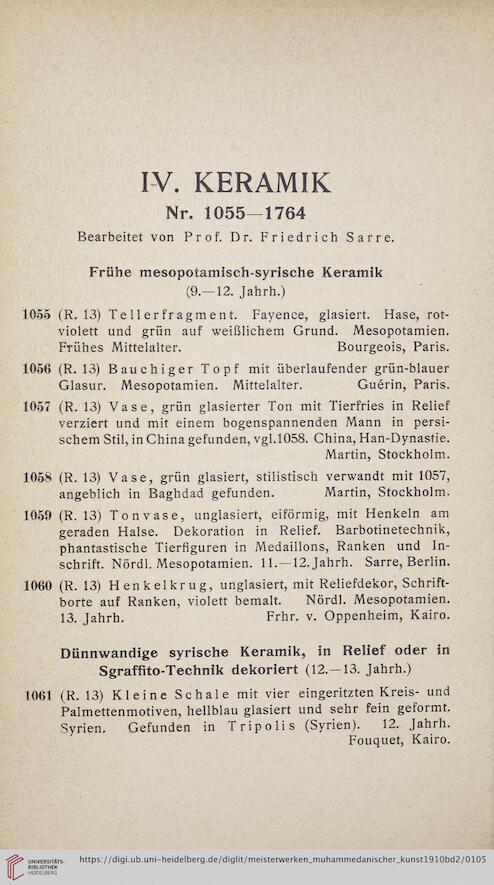 IV. KERAMIK
Nr. 1055—1764
Bearbeitet von Prof. Dr. Friedrich Sarre.
Frühe mesopotamisch-syrische Keramik
(9.—12. Jahrh.)
1055 (R. 13) Tellerfragment. Fayence, glasiert. Hase, rot-
violett und grün auf weißlichem Grund. Mesopotamien.
Frühes Mittelalter. Bourgeois, Paris.
1056 (R. 13) Bauchiger Topf mit überlaufender grün-blauer
Glasur. Mesopotamien. Mittelalter. Guérin, Paris.
1057 (R. 13) Vase, grün glasierter Ton mit Tierfries in Relief
verziert und mit einem bogenspannenden Mann in persi-
schem Stil, in China gefunden, vgl. 1058. China, Han-Dynastie.
Martin, Stockholm.
1058 (R. 13) Vase, grün glasiert, stilistisch verwandt mit 1057,
angeblich in Baghdad gefunden. Martin, Stockholm.
1059 (R. 13) Tonvase, unglasiert, eiförmig, mit Henkeln am
geraden Halse. Dekoration in Relief. Barbotinetechnik,
phantastische Tierfiguren in Medaillons, Ranken und In-
schrift. Nördl. Mesopotamien. 11.—12. Jahrh. Sarre, Berlin.
1060 (R. 13) Henkelkrug, unglasiert, mit Reliefdekor, Schrift-
borte auf Ranken, violett bemalt. Nördl. Mesopotamien.
13. Jahrh. Frhr. v. Oppenheim, Kairo.
Dünnwandige syrische Keramik, in Relief oder in
Sgraffito-Technik dekoriert (12.—13. Jahrh.)
1061 (R. 13) Kleine Schale mit vier eingeritzten Kreis- und
Palmettenmotiven, hellblau glasiert und sehr fein geformt.
Syrien. Gefunden in Tripolis (Syrien). 12. Jahrh.
Fouquet, Kairo.
UNIVERSITÄTS-
BIBLIOTHEK
HEIDELBERG
https://digi.ub.uni-heidelberg.de/diglit/meisterwerken_muhammedanischer_kunst1910bd2/0105